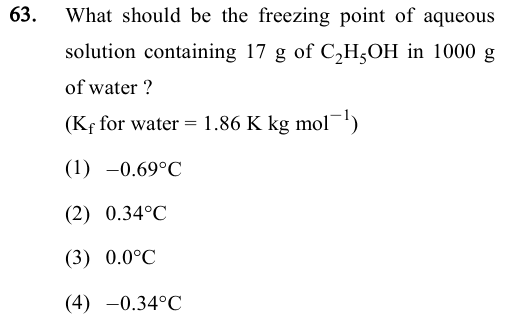 63. What should be the freezing point of aqueous
solution containing 17 g of C₂H₅OH in 1000 g
of water ?
(K_f for water = 1.86 K kg mol⁻¹)
(1) −0.69°C
(2) 0.34°C
(3) 0.0°C
(4) −0.34°C